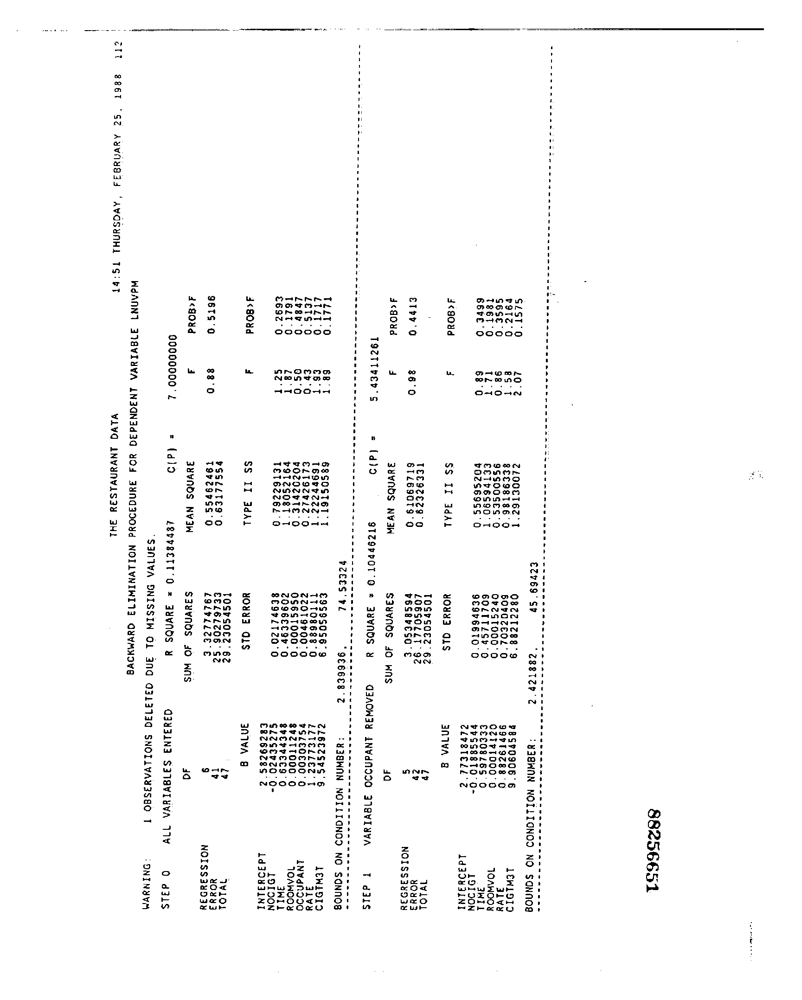 THE RESTAURANT DATA 14:51 THURSDAY, FEBRUARY 25, 1988 112
BACKWARD ELIMINATION PROCEDURE FOR DEPENDENT VARIABLE LNUVPM
WARNING: 1 OBSERVATIONS DELETED DUE TO MISSING VALUES.
STEP 0 ALL VARIABLES ENTERED R SQUARE = 0.11384487 C(P) = 7.00000000
DF SUM OF SQUARES MEAN SQUARE F PROB>F
REGRESSION 6 3.32774767 0.55462461 0.88 0.5196
ERROR 41 25.90279733 0.63177554
TOTAL 47 29.23054501
B VALUE STD ERROR TYPE II SS F PROB>F
INTERCEPT 2.58269283
NOCIGT -0.02435275 0.02174638 0.79229131 1.25 0.2693
TIME 0.63344348 0.46339602 1.18052164 1.87 0.1791
ROOMVOL 0.00011248 0.00015950 0.31420204 0.50 0.4847
OCCUPANT 0.00303754 0.00461022 0.27426173 0.43 0.5137
RATE 1.23773177 0.88980111 1.22244691 1.93 0.1717
CIGTM3T 9.54523972 6.95056563 1.19150589 1.89 0.1771
BOUNDS ON CONDITION NUMBER: 2.839936, 74.53324
STEP 1 VARIABLE OCCUPANT REMOVED R SQUARE = 0.10446216 C(P) = 5.43411261
DF SUM OF SQUARES MEAN SQUARE F PROB>F
REGRESSION 5 3.05348594 0.61069719 0.98 0.4413
ERROR 42 26.17705907 0.62326331
TOTAL 47 29.23054501
B VALUE STD ERROR TYPE II SS F PROB>F
INTERCEPT 2.77318472
NOCIGT -0.01885544 0.01994636 0.55695204 0.89 0.3499
TIME 0.59780333 0.45711709 1.06594133 1.71 0.1981
ROOMVOL 0.00014120 0.00015240 0.53500556 0.86 0.3595
RATE 0.88261466 0.70320409 0.98186338 1.58 0.2164
CIGTM3T 9.90604584 6.88212280 1.29130072 2.07 0.1575
BOUNDS ON CONDITION NUMBER: 2.421882, 45.69423
88256651